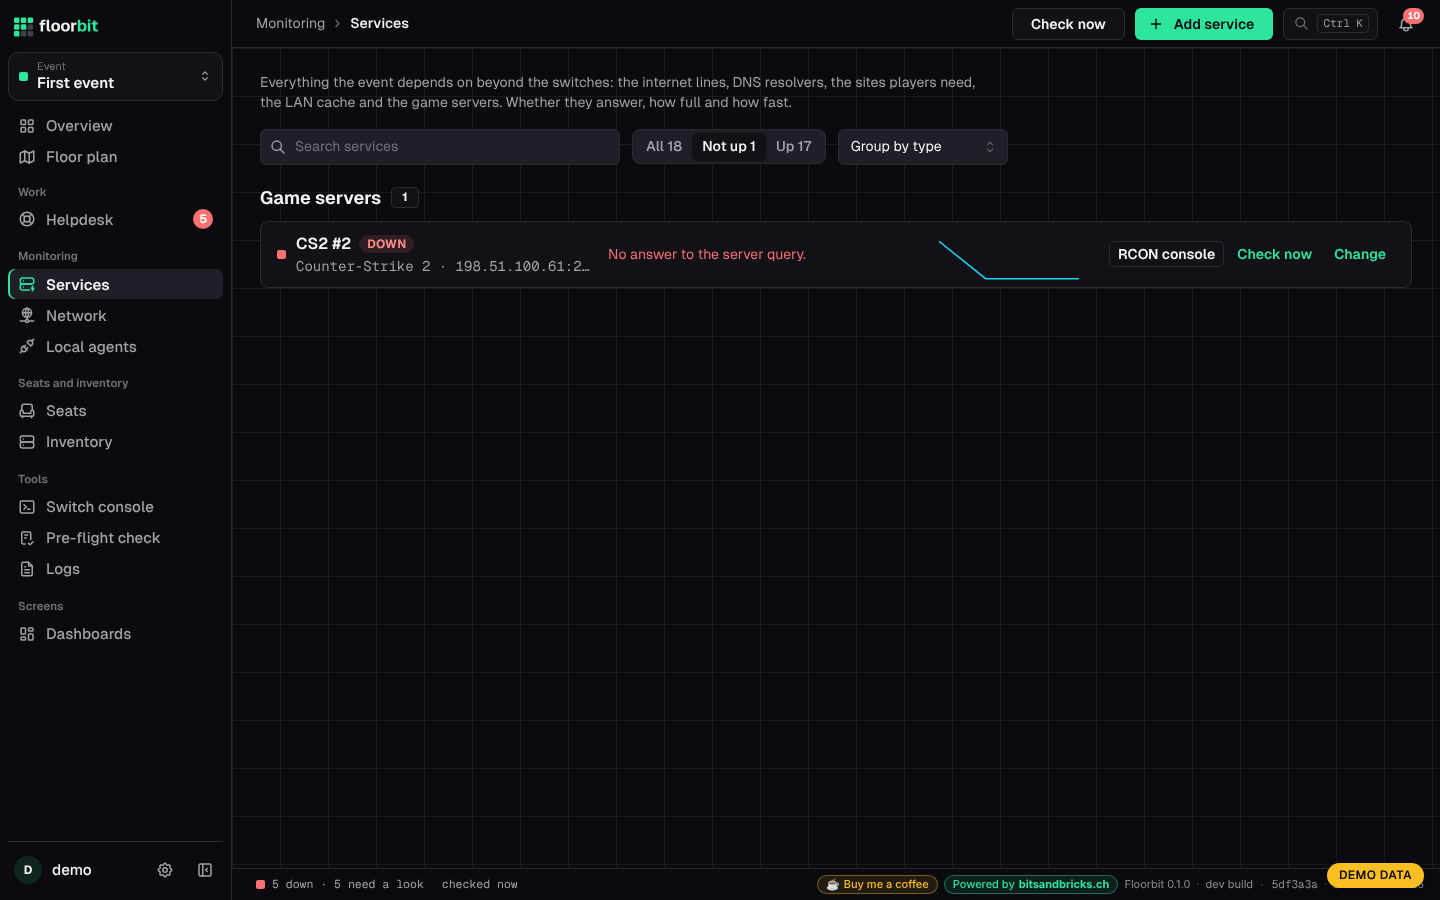 floorbit
Event
First event
Overview
Floor plan
Work
Helpdesk 5
Monitoring
Services
Network
Local agents
Seats and inventory
Seats
Inventory
Tools
Switch console
Pre-flight check
Logs
Screens
Dashboards
D demo
Monitoring > Services
Check now
+ Add service
Ctrl K
10
Everything the event depends on beyond the switches: the internet lines, DNS resolvers, the sites players need,
the LAN cache and the game servers. Whether they answer, how full and how fast.
Search services
All 18 Not up 1 Up 17
Group by type
Game servers 1
CS2 #2 DOWN
Counter-Strike 2 · 198.51.100.61:2…
No answer to the server query.
RCON console Check now Change
5 down · 5 need a look checked now
☕ Buy me a coffee Powered by bitsandbricks.ch Floorbit 0.1.0 · dev build · 5df3a3a ·
DEMO DATA